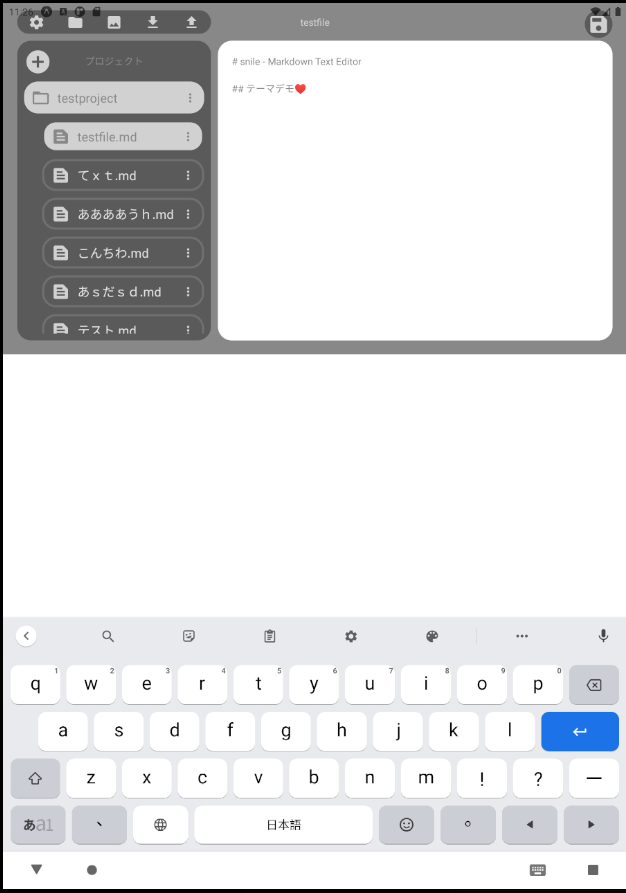 11:26
testfile
プロジェクト
testproject
testfile.md
てｘｔ.md
ああああうｈ.md
こんちわ.md
あｓだｓｄ.md
テスト.md
# snile - Markdown Text Editor
## テーマデモ❤️
q 1 w 2 e 3 r 4 t 5 y 6 u 7 i 8 o 9 p 0
a s d f g h j k l
z x c v b n m ! ? ー
あa1 、 日本語 。